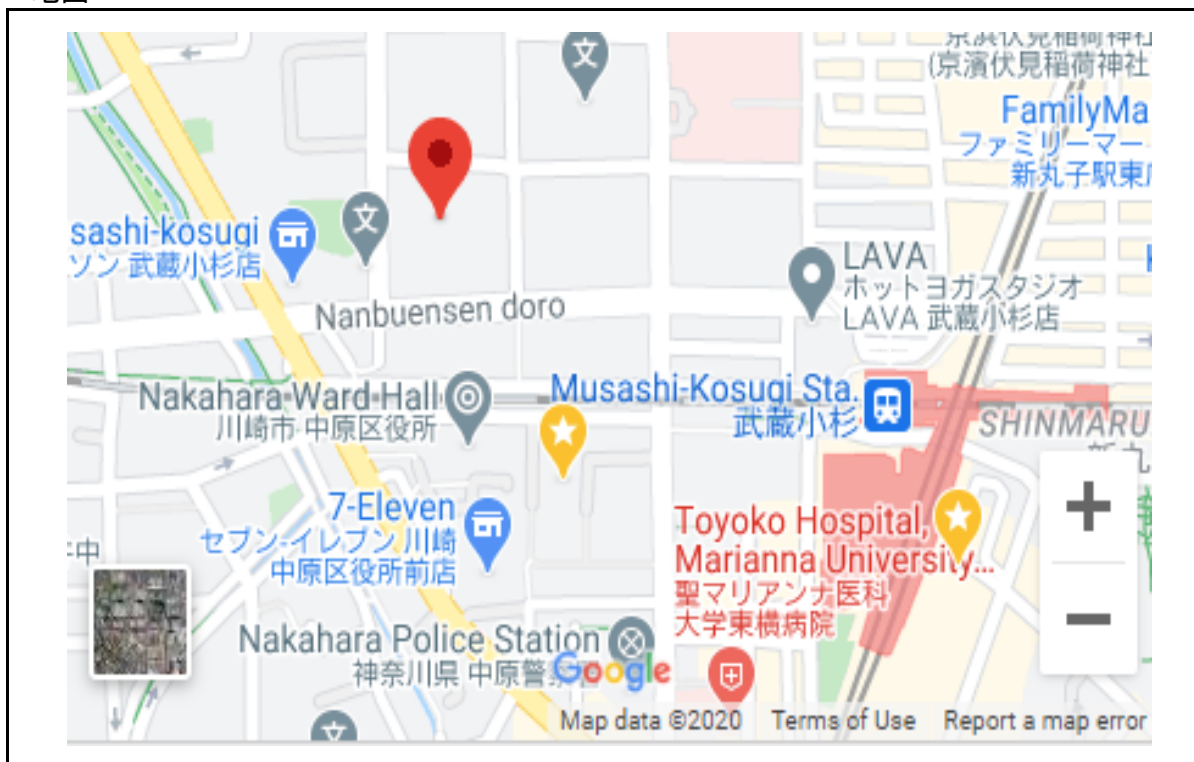 文
京浜伏見稲荷神社
(京濱伏見稲荷神社
FamilyMa
ファミリーマー
新丸子駅東
sashi-kosugi
ソン 武蔵小杉店
文
LAVA
ホットヨガスタジオ
LAVA 武蔵小杉店
Nanbuensen doro
Nakahara Ward Hall
川崎市 中原区役所
Musashi-Kosugi Sta.
武蔵小杉
SHINMARU
7-Eleven
セブン-イレブン 川崎
中原区役所前店
中
Toyoko Hospital,
Marianna University...
聖マリアンナ医科
大学東横病院
Nakahara Police Station
神奈川県 中原警
Google
文
Map data ©2020
Terms of Use
Report a map error